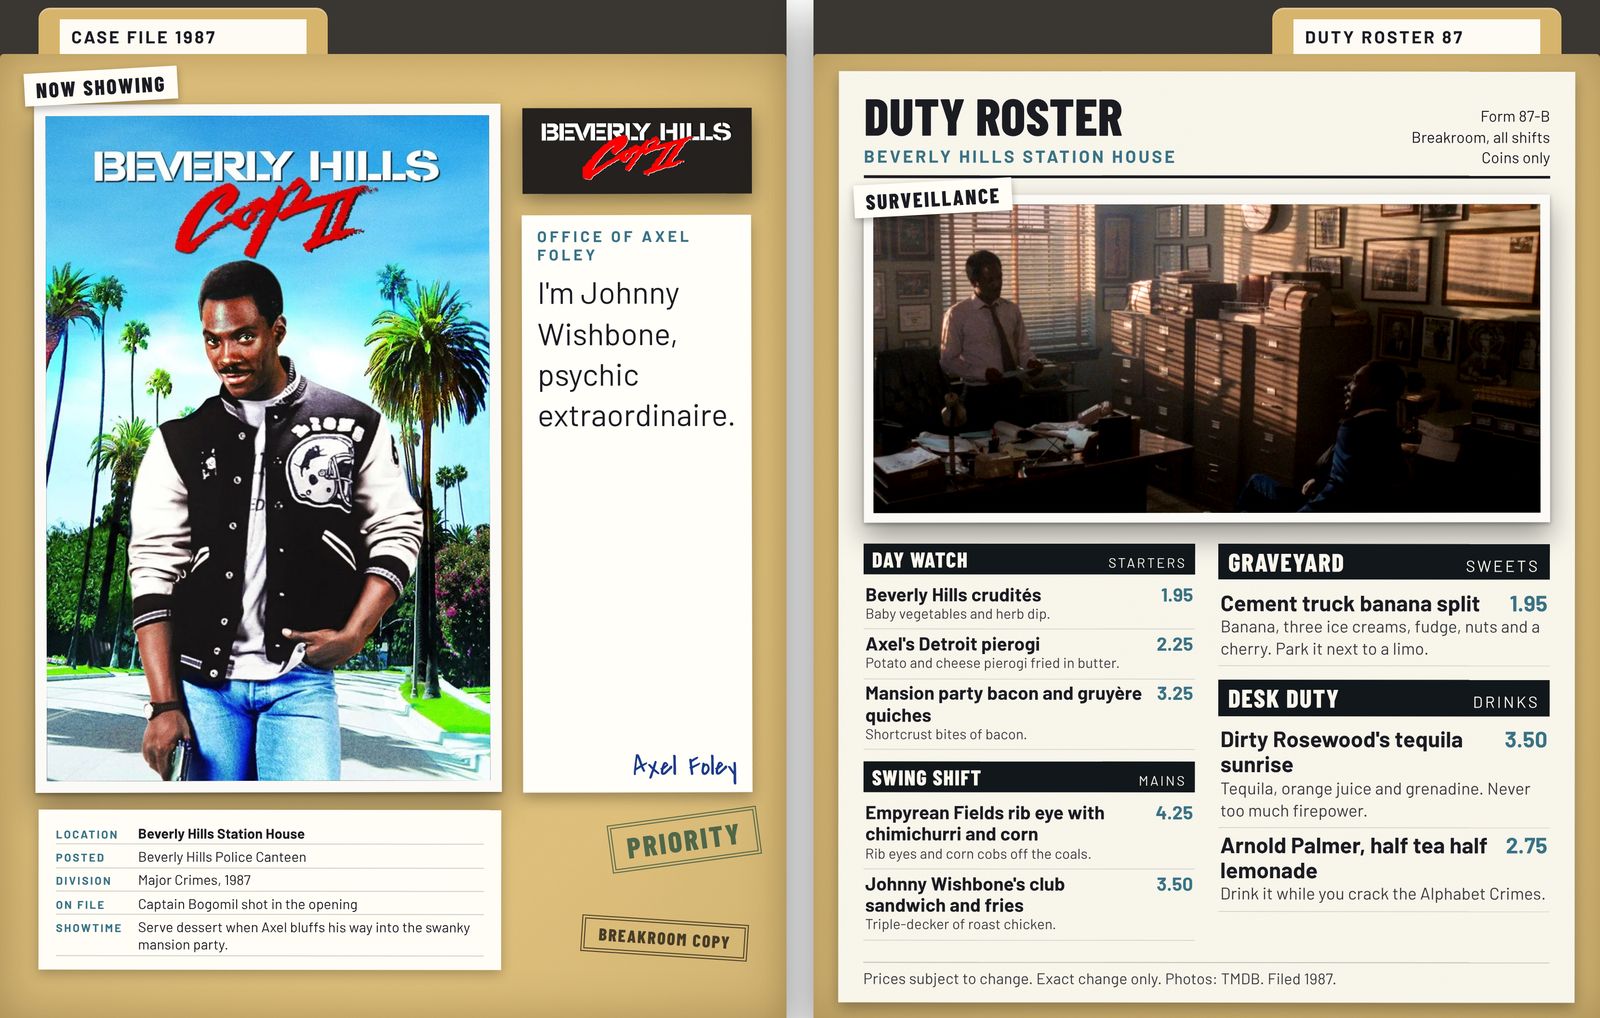 CASE FILE 1987
NOW SHOWING
BEVERLY HILLS
Cop II
LIONS
BEVERLY HILLS
Cop II
OFFICE OF AXEL
FOLEY
I'm Johnny
Wishbone,
psychic
extraordinaire.
Axel Foley
LOCATION Beverly Hills Station House
POSTED Beverly Hills Police Canteen
DIVISION Major Crimes, 1987
ON FILE Captain Bogomil shot in the opening
SHOWTIME Serve dessert when Axel bluffs his way into the swanky
mansion party.
PRIORITY
BREAKROOM COPY
DUTY ROSTER 87
DUTY ROSTER
BEVERLY HILLS STATION HOUSE
Form 87-B
Breakroom, all shifts
Coins only
SURVEILLANCE
DAY WATCH STARTERS
Beverly Hills crudités 1.95
Baby vegetables and herb dip.
Axel's Detroit pierogi 2.25
Potato and cheese pierogi fried in butter.
Mansion party bacon and gruyère 3.25
quiches
Shortcrust bites of bacon.
SWING SHIFT MAINS
Empyrean Fields rib eye with 4.25
chimichurri and corn
Rib eyes and corn cobs off the coals.
Johnny Wishbone's club 3.50
sandwich and fries
Triple-decker of roast chicken.
GRAVEYARD SWEETS
Cement truck banana split 1.95
Banana, three ice creams, fudge, nuts and a
cherry. Park it next to a limo.
DESK DUTY DRINKS
Dirty Rosewood's tequila 3.50
sunrise
Tequila, orange juice and grenadine. Never
too much firepower.
Arnold Palmer, half tea half 2.75
lemonade
Drink it while you crack the Alphabet Crimes.
Prices subject to change. Exact change only. Photos: TMDB. Filed 1987.